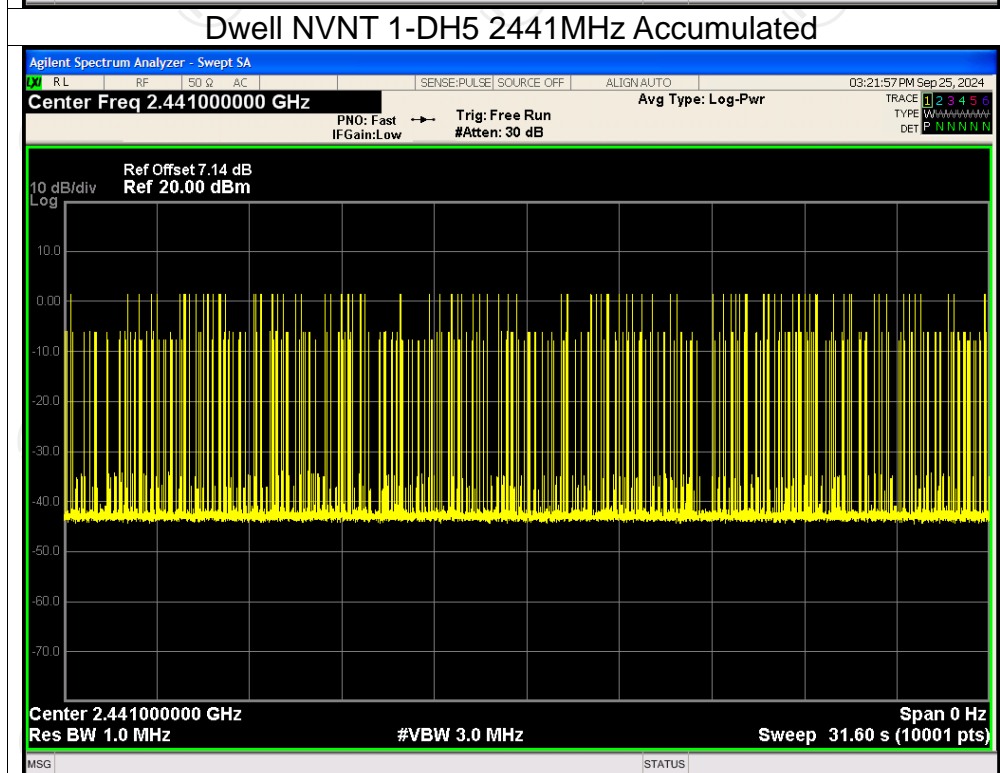 Dwell NVNT 1-DH5 2441MHz Accumulated
Agilent Spectrum Analyzer - Swept SA
LXI RL RF 50 Ω AC SENSE:PULSE SOURCE OFF ALIGN AUTO 03:21:57 PM Sep 25, 2024
Center Freq 2.441000000 GHz
PNO: Fast
IFGain:Low
Trig: Free Run
#Atten: 30 dB
Avg Type: Log-Pwr
TRACE 1 2 3 4 5 6
TYPE WWWWWW
DET P N N N N N
Ref Offset 7.14 dB
10 dB/div Ref 20.00 dBm
Log
10.0
0.00
-10.0
-20.0
-30.0
-40.0
-50.0
-60.0
-70.0
Center 2.441000000 GHz Span 0 Hz
Res BW 1.0 MHz #VBW 3.0 MHz Sweep 31.60 s (10001 pts)
MSG STATUS